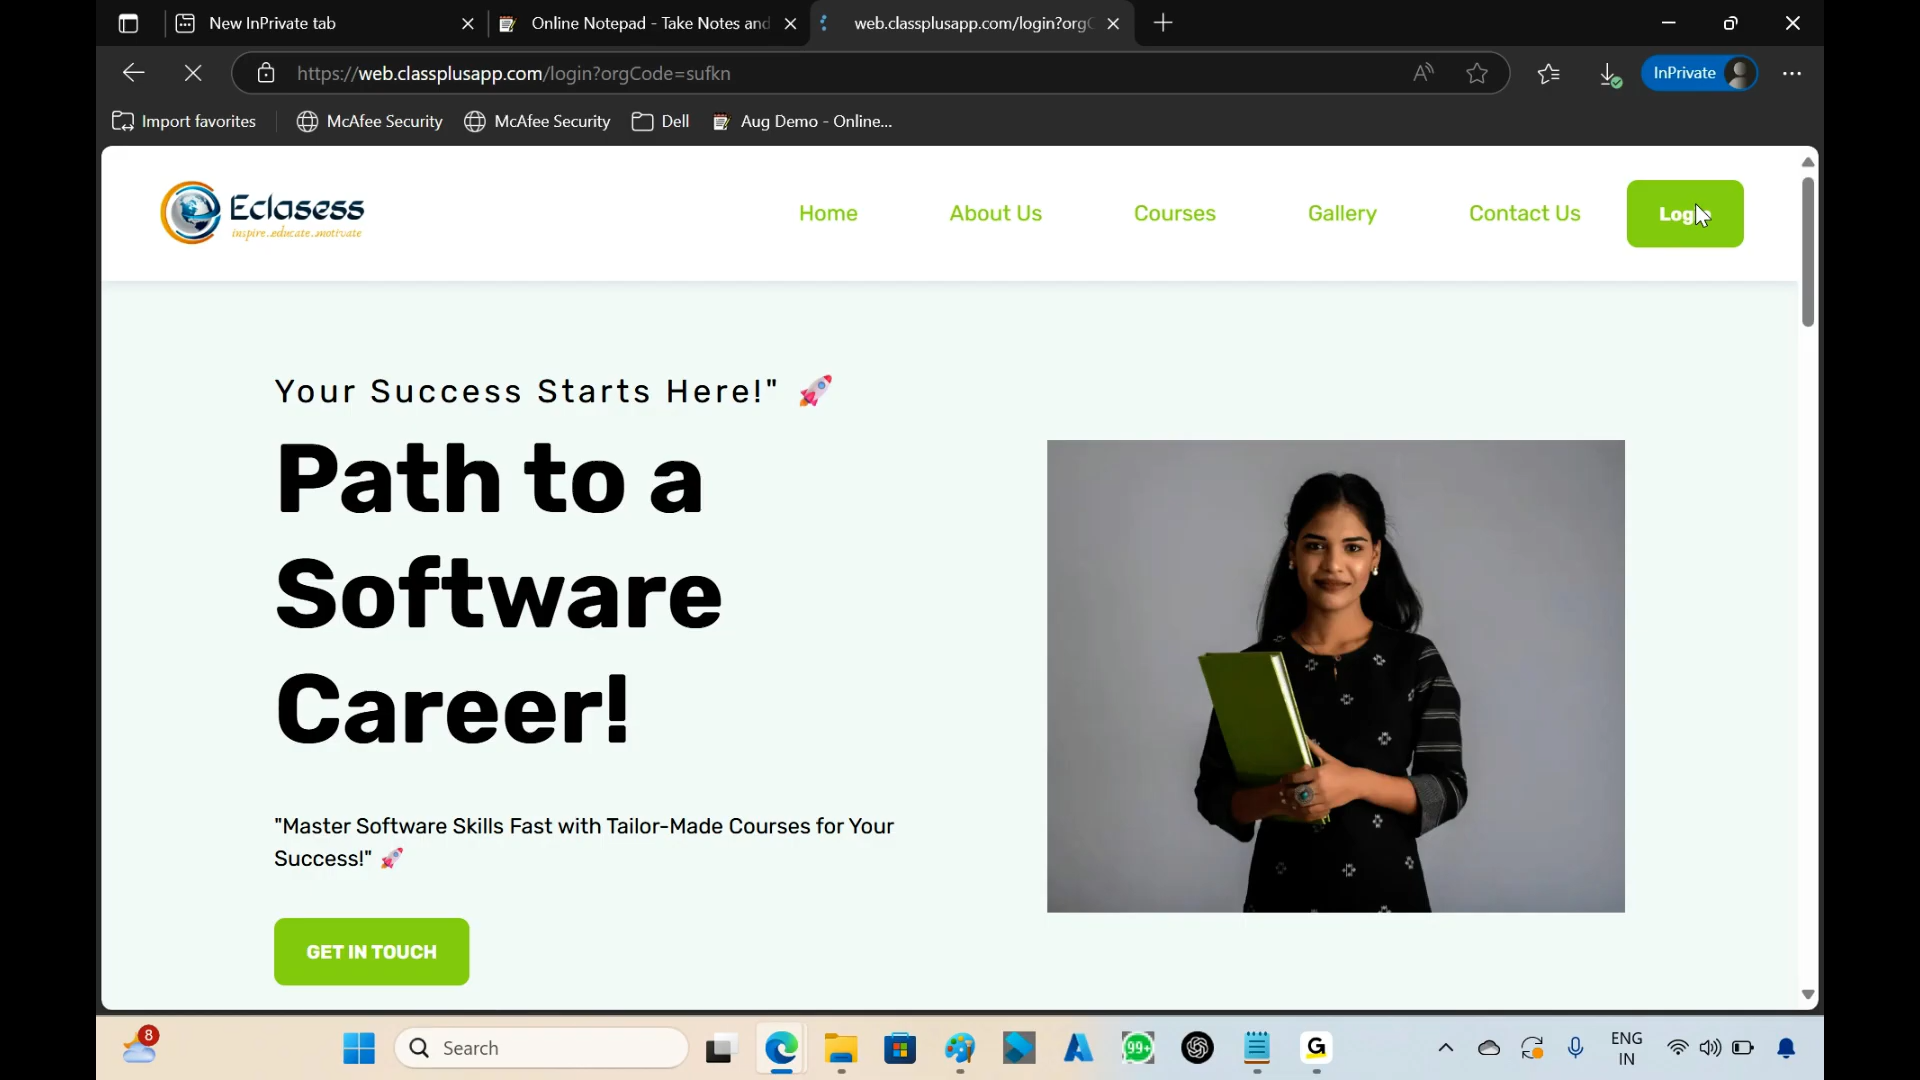 New InPrivate tab
Online Notepad - Take Notes and
web.classplusapp.com/login?orgC
https://web.classplusapp.com/login?orgCode=sufkn
InPrivate
Import favorites
McAfee Security
McAfee Security
Dell
Aug Demo - Online...
Eclasess
inspire.educate.motivate
Home
About Us
Courses
Gallery
Contact Us
Login
Your Success Starts Here!" 🚀
Path to a
Software
Career!
"Master Software Skills Fast with Tailor-Made Courses for Your
Success!" 🚀
GET IN TOUCH
8
Search
99+
G
ENG
IN